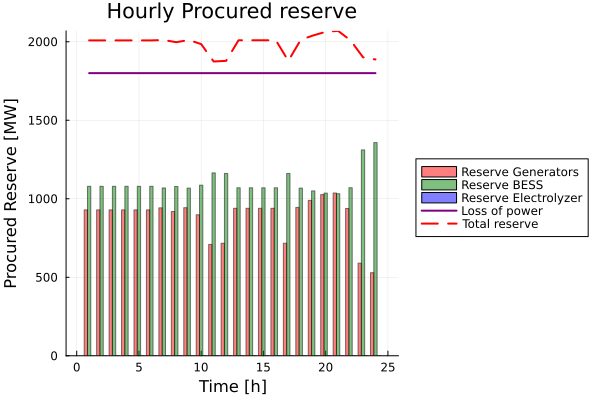 Hourly Procured reserve
Procured Reserve [MW]
2000
1500
1000
500
0
0 5 10 15 20 25
Time [h]
Reserve Generators
Reserve BESS
Reserve Electrolyzer
Loss of power
Total reserve